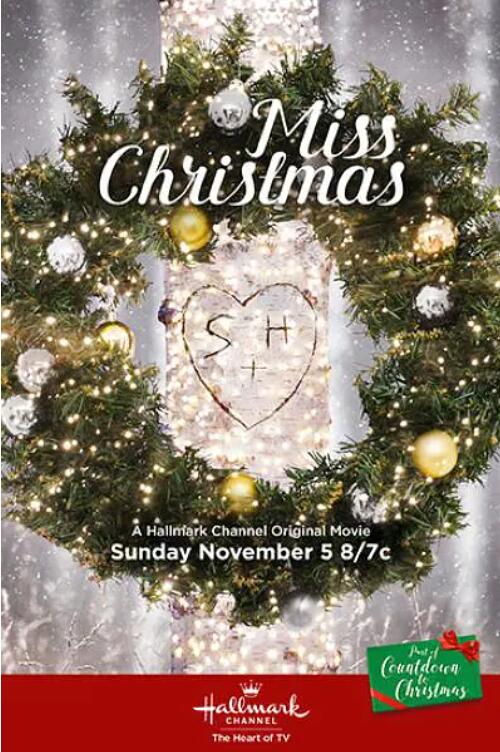 Miss
Christmas
S H
+
A Hallmark Channel Original Movie
Sunday November 5 8/7c
Part of
Countdown
to
Christmas
Hallmark
CHANNEL
The Heart of TV